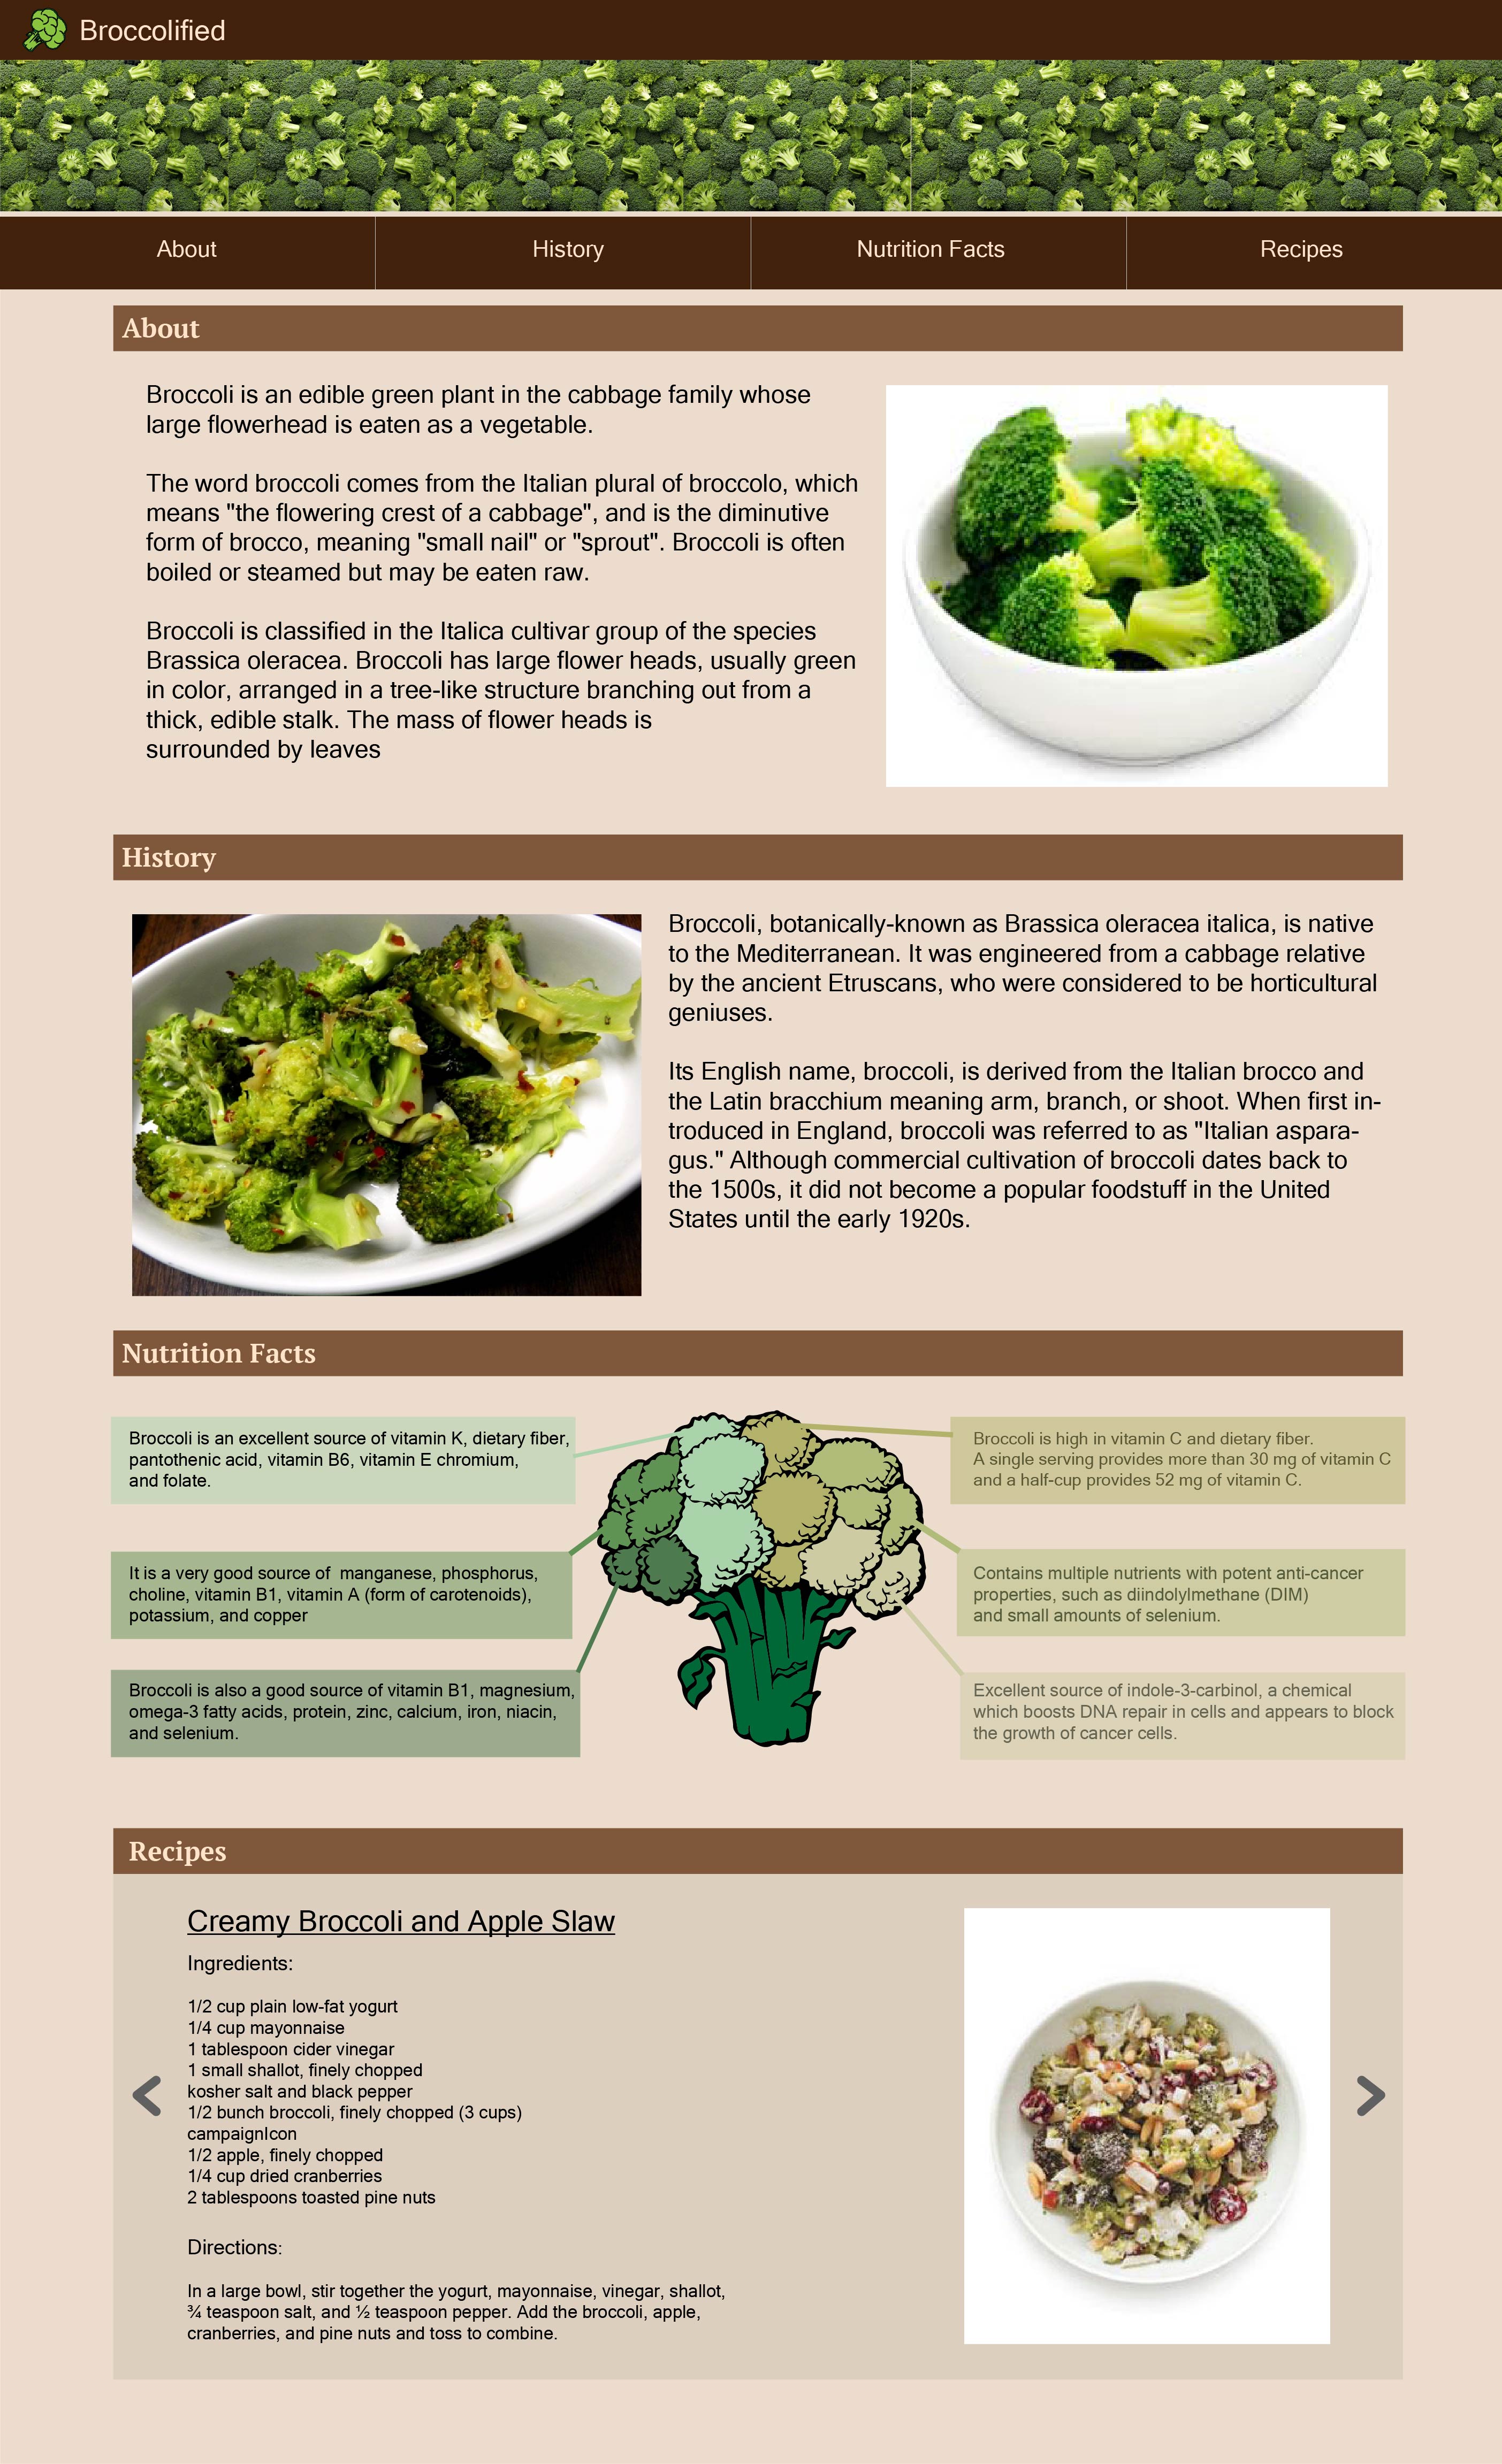 Broccolified
About
History
Nutrition Facts
Recipes
About
Broccoli is an edible green plant in the cabbage family whose
large flowerhead is eaten as a vegetable.
The word broccoli comes from the Italian plural of broccolo, which
means "the flowering crest of a cabbage", and is the diminutive
form of brocco, meaning "small nail" or "sprout". Broccoli is often
boiled or steamed but may be eaten raw.
Broccoli is classified in the Italica cultivar group of the species
Brassica oleracea. Broccoli has large flower heads, usually green
in color, arranged in a tree-like structure branching out from a
thick, edible stalk. The mass of flower heads is
surrounded by leaves
History
Broccoli, botanically-known as Brassica oleracea italica, is native
to the Mediterranean. It was engineered from a cabbage relative
by the ancient Etruscans, who were considered to be horticultural
geniuses.
Its English name, broccoli, is derived from the Italian brocco and
the Latin bracchium meaning arm, branch, or shoot. When first in-
troduced in England, broccoli was referred to as "Italian aspara-
gus." Although commercial cultivation of broccoli dates back to
the 1500s, it did not become a popular foodstuff in the United
States until the early 1920s.
Nutrition Facts
Broccoli is an excellent source of vitamin K, dietary fiber,
pantothenic acid, vitamin B6, vitamin E chromium,
and folate.
It is a very good source of  manganese, phosphorus,
choline, vitamin B1, vitamin A (form of carotenoids),
potassium, and copper
Broccoli is also a good source of vitamin B1, magnesium,
omega-3 fatty acids, protein, zinc, calcium, iron, niacin,
and selenium.
Broccoli is high in vitamin C and dietary fiber.
A single serving provides more than 30 mg of vitamin C
and a half-cup provides 52 mg of vitamin C.
Contains multiple nutrients with potent anti-cancer
properties, such as diindolylmethane (DIM)
and small amounts of selenium.
Excellent source of indole-3-carbinol, a chemical
which boosts DNA repair in cells and appears to block
the growth of cancer cells.
Recipes
Creamy Broccoli and Apple Slaw
Ingredients:
1/2 cup plain low-fat yogurt
1/4 cup mayonnaise
1 tablespoon cider vinegar
1 small shallot, finely chopped
kosher salt and black pepper
1/2 bunch broccoli, finely chopped (3 cups)
campaignIcon
1/2 apple, finely chopped
1/4 cup dried cranberries
2 tablespoons toasted pine nuts
Directions:
In a large bowl, stir together the yogurt, mayonnaise, vinegar, shallot,
¾ teaspoon salt, and ½ teaspoon pepper. Add the broccoli, apple,
cranberries, and pine nuts and toss to combine.